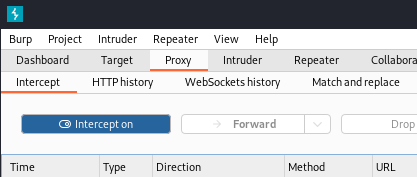 Burp Project Intruder Repeater View Help
Dashboard Target Proxy Intruder Repeater
Intercept HTTP history WebSockets history Match and replace
Intercept on Forward Drop
Time Type Direction Method URL